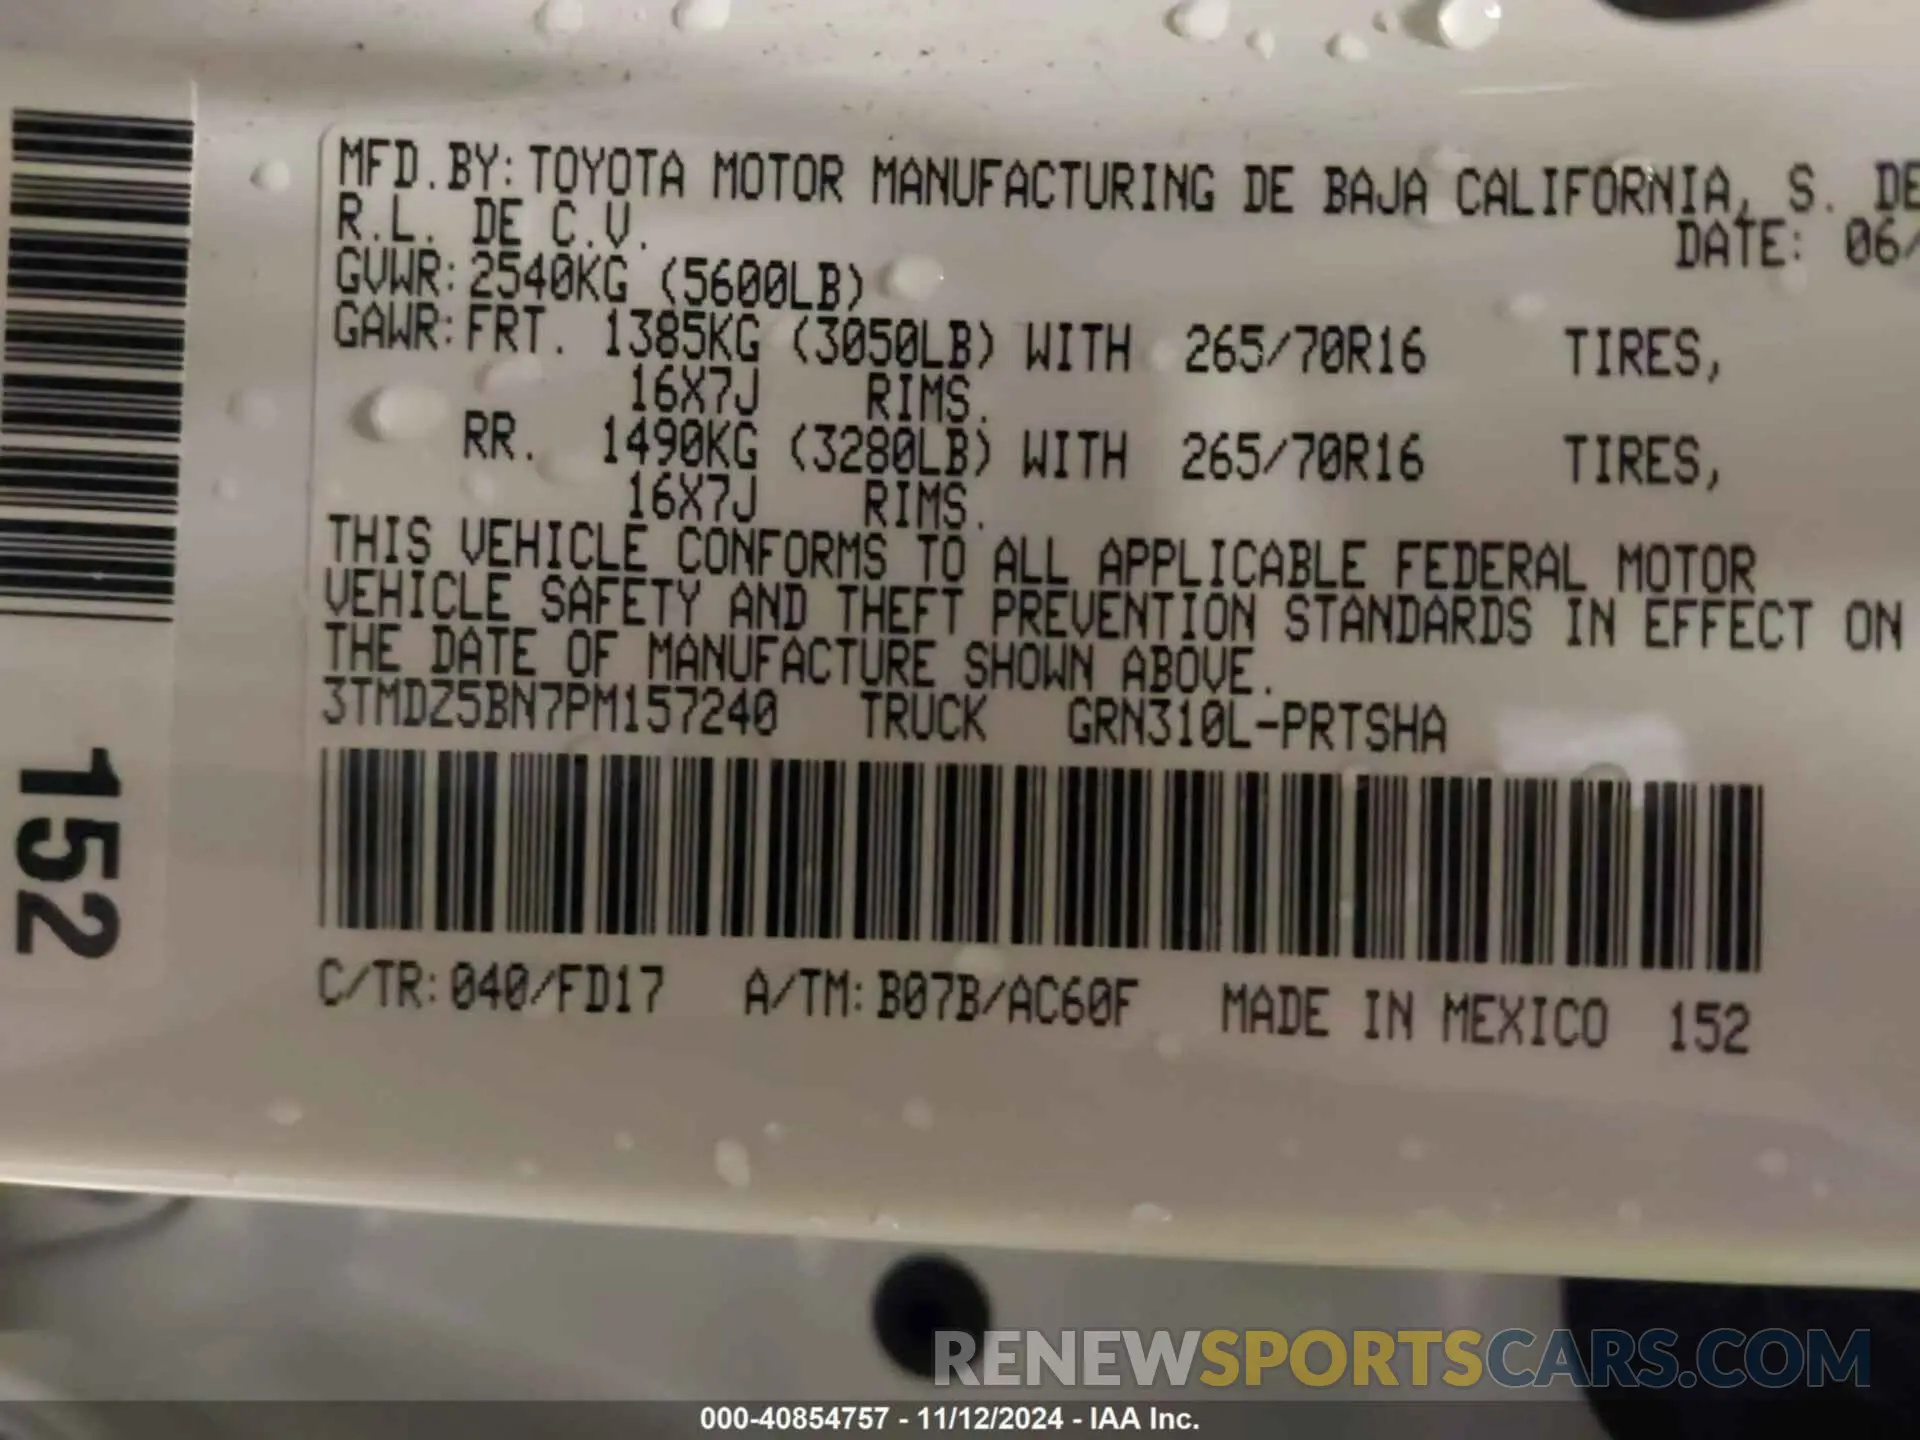 MFD.BY: TOYOTA MOTOR MANUFACTURING DE BAJA CALIFORNIA, S. DE
R.L. DE C.V.
DATE: 06/
GVWR: 2540KG (5600LB)
GAWR: FRT. 1385KG (3050LB) WITH 265/70R16 TIRES,
16X7J RIMS.
RR. 1490KG (3280LB) WITH 265/70R16 TIRES,
16X7J RIMS.
THIS VEHICLE CONFORMS TO ALL APPLICABLE FEDERAL MOTOR
VEHICLE SAFETY AND THEFT PREVENTION STANDARDS IN EFFECT ON
THE DATE OF MANUFACTURE SHOWN ABOVE.
3TMDZ5BN7PM157240 TRUCK GRN310L-PRTSHA
C/TR: 040/FD17 A/TM: B07B/AC60F MADE IN MEXICO 152
152
RENEWSPORTSCARS.COM
000-40854757 - 11/12/2024 - IAA Inc.